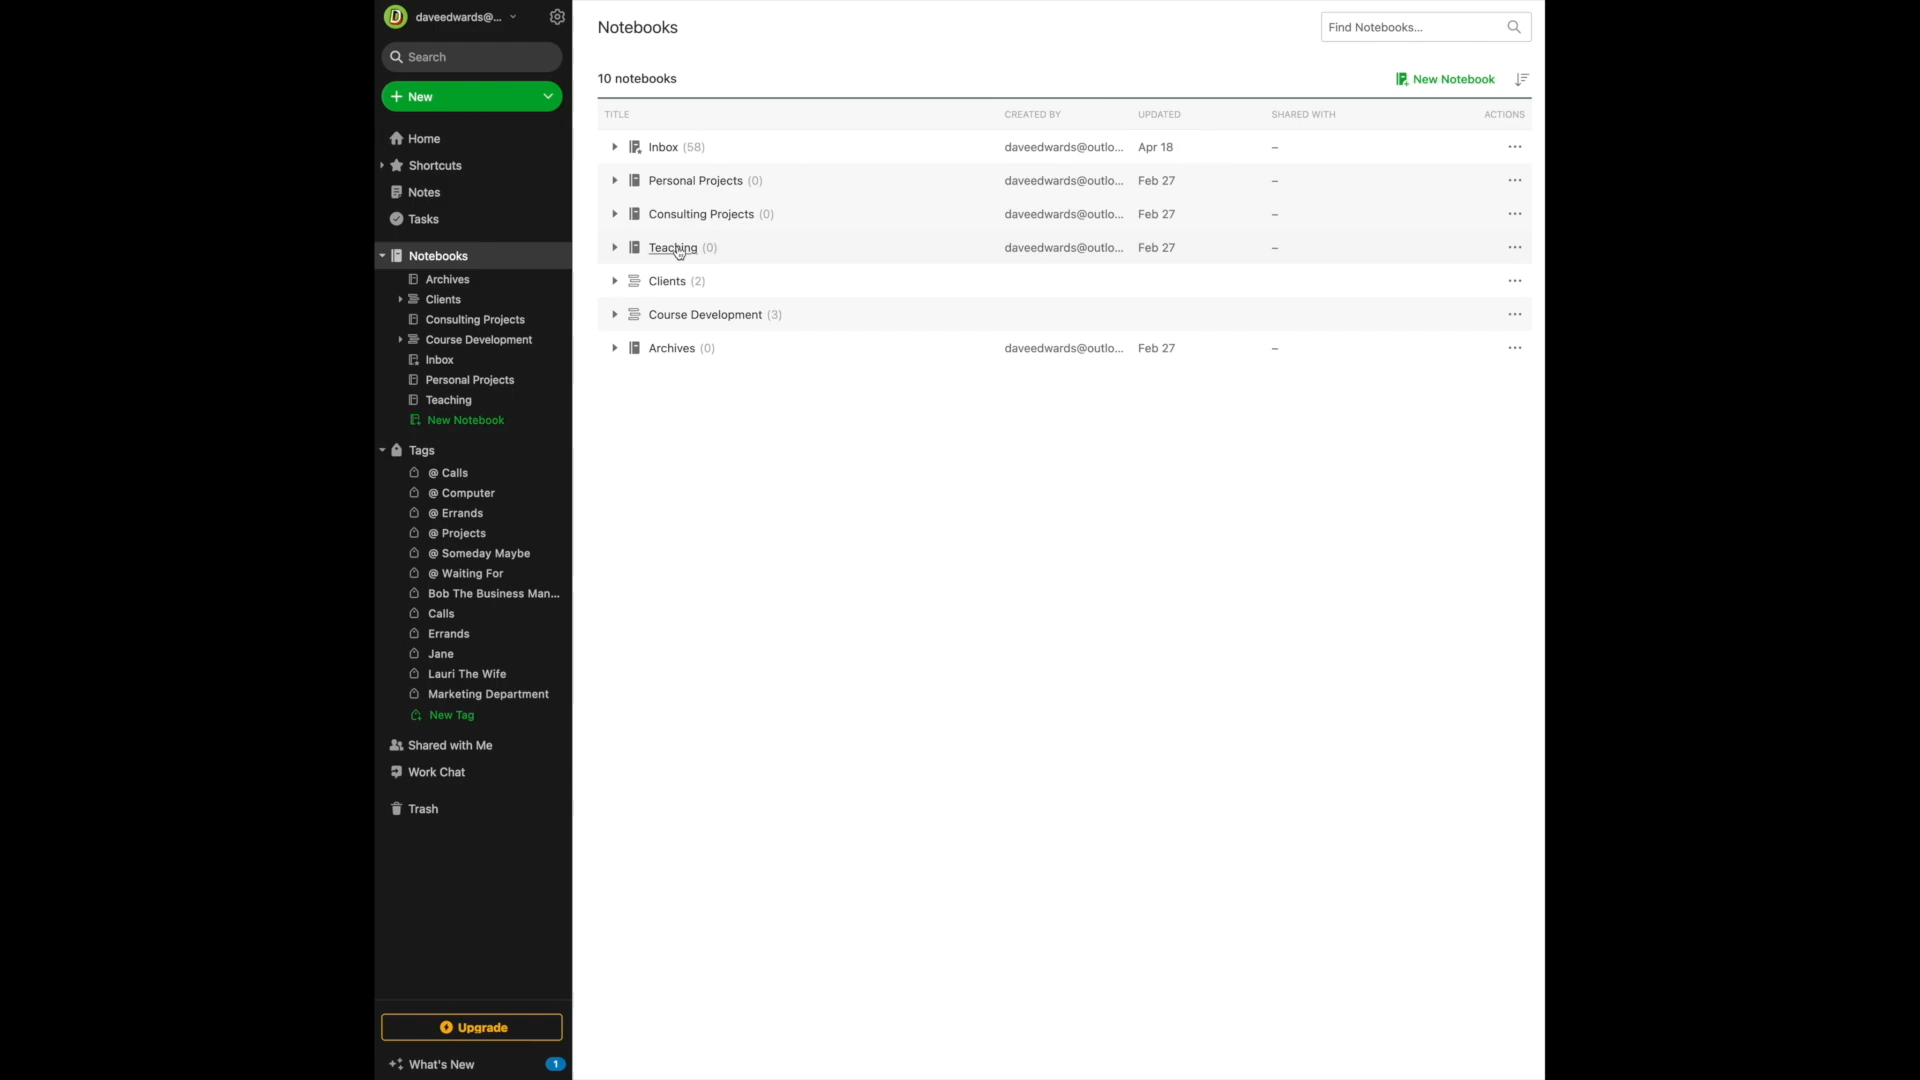 D daveedwards@...
Search
New
Home
Shortcuts
Notes
Tasks
Notebooks
Archives
Clients
Consulting Projects
Course Development
Inbox
Personal Projects
Teaching
New Notebook
Tags
@ Calls
@ Computer
@ Errands
@ Projects
@ Someday Maybe
@ Waiting For
Bob The Business Man...
Calls
Errands
Jane
Lauri The Wife
Marketing Department
New Tag
Shared with Me
Work Chat
Trash
Upgrade
What's New 1
Notebooks
Find Notebooks...
10 notebooks
New Notebook
TITLE CREATED BY UPDATED SHARED WITH ACTIONS
Inbox (58) daveedwards@outlo... Apr 18 – ...
Personal Projects (0) daveedwards@outlo... Feb 27 – ...
Consulting Projects (0) daveedwards@outlo... Feb 27 – ...
Teaching (0) daveedwards@outlo... Feb 27 – ...
Clients (2) ...
Course Development (3) ...
Archives (0) daveedwards@outlo... Feb 27 – ...